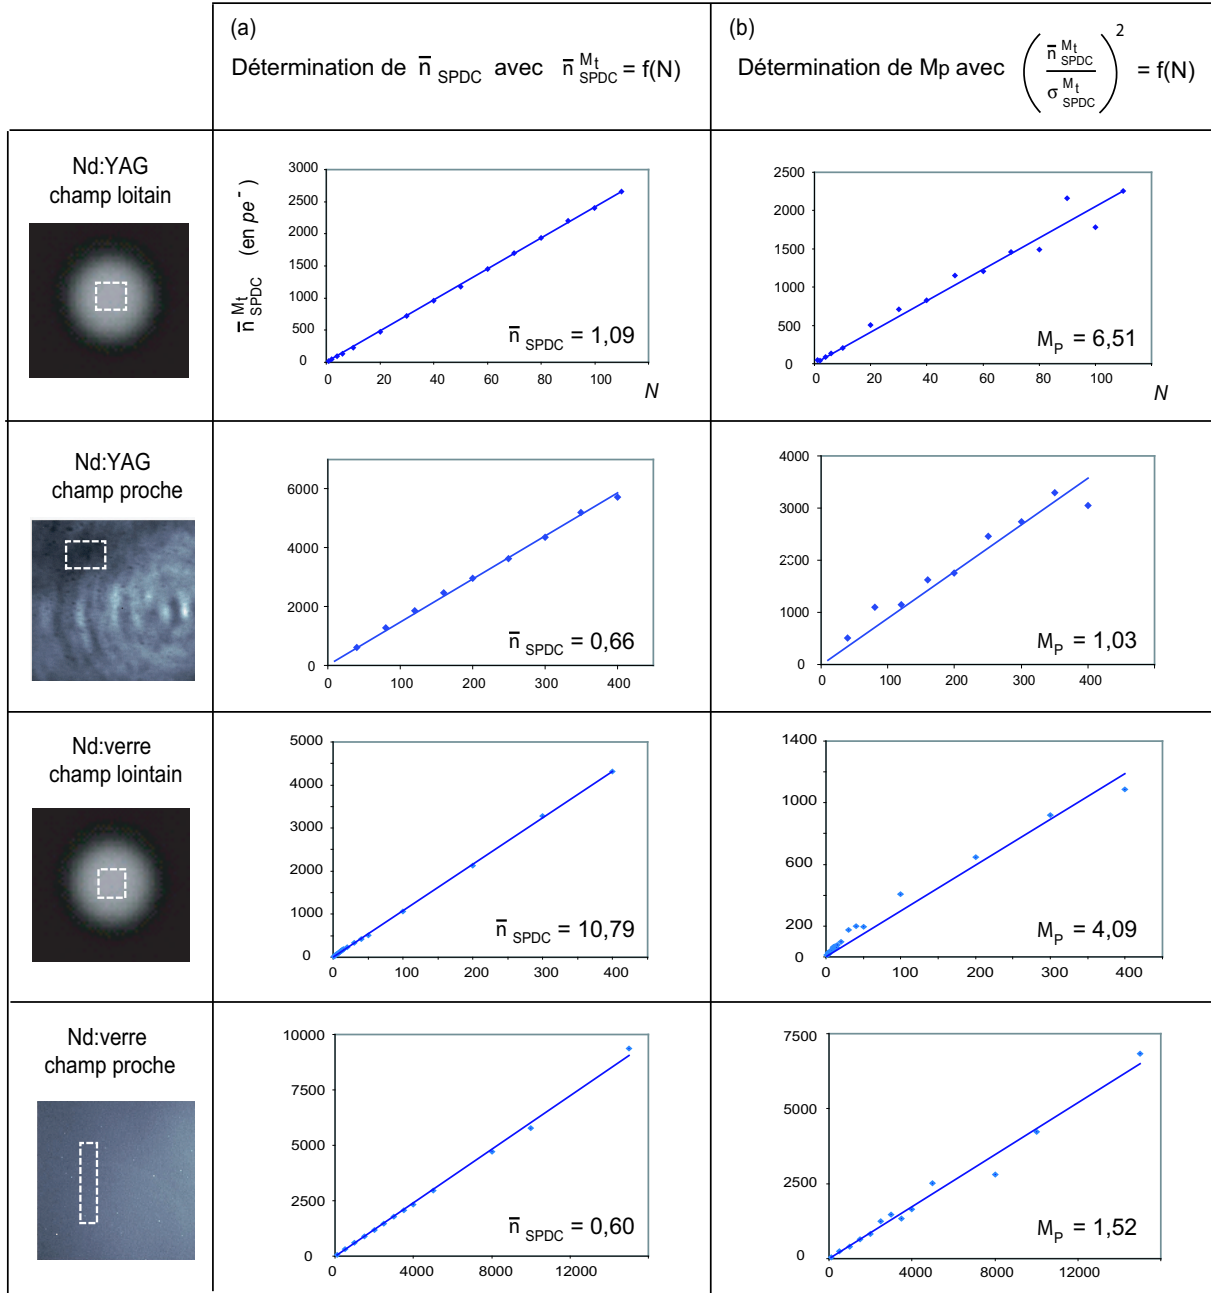 (a)
Détermination de n̄ SPDC avec n̄ Mt SPDC = f(N)
(b)
Détermination de Mp avec ( n̄ Mt SPDC / σ Mt SPDC ) 2 = f(N)
Nd:YAG
champ loitain
n̄ Mt SPDC (en pe -)
3000
2500
2000
1500
1000
500
0
0 20 40 60 80 100
N
n̄ SPDC = 1,09
2500
2000
1500
1000
500
0
0 20 40 60 80 100
N
MP = 6,51
Nd:YAG
champ proche
6000
4000
2000
0
0 100 200 300 400
n̄ SPDC = 0,66
4000
3000
2000
1000
0
0 100 200 300 400
MP = 1,03
Nd:verre
champ lointain
5000
4000
3000
2000
1000
0
0 100 200 300 400
n̄ SPDC = 10,79
1400
1000
600
200
0
0 100 200 300 400
MP = 4,09
Nd:verre
champ proche
10000
7500
5000
2500
0
0 4000 8000 12000
n̄ SPDC = 0,60
7500
5000
2500
0
0 4000 8000 12000
MP = 1,52